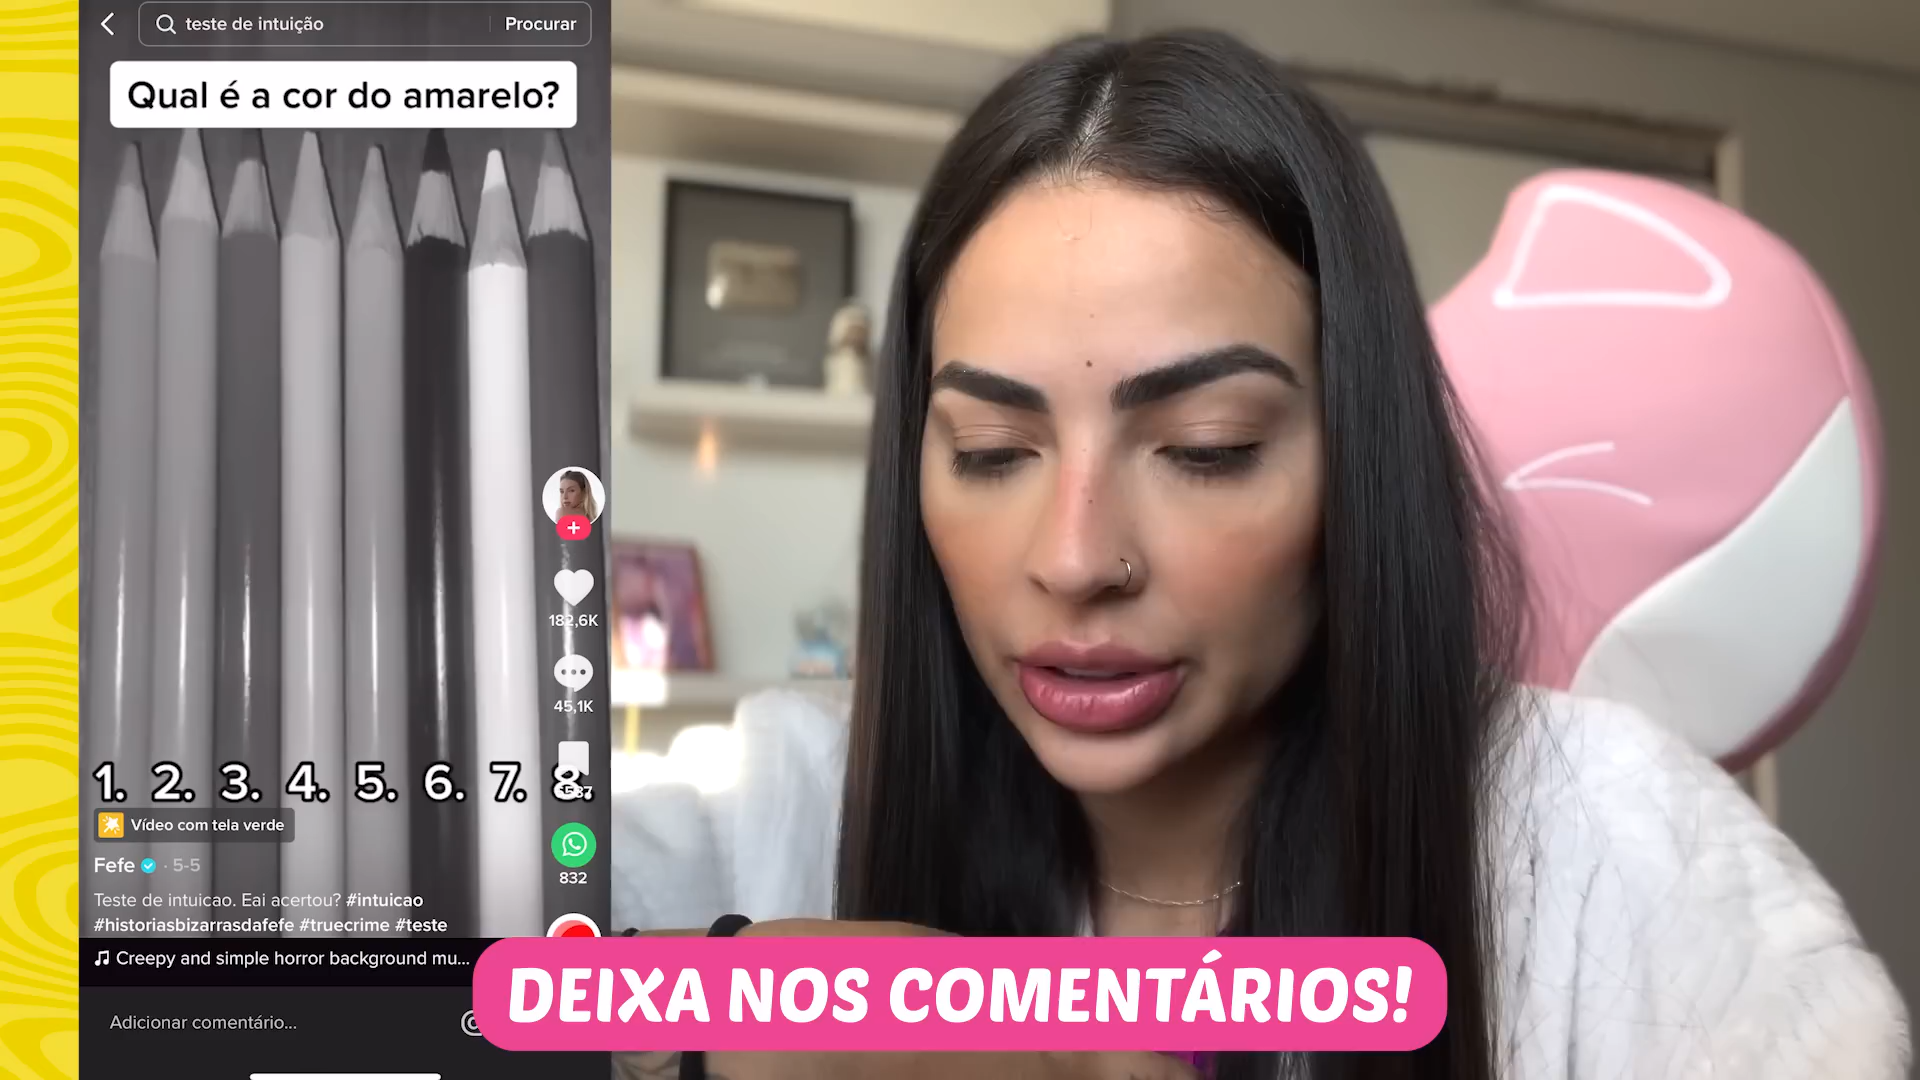 teste de intuição
Procurar
Qual é a cor do amarelo?
182,6K
45,1K
1. 2. 3. 4. 5. 6. 7. 8.
Vídeo com tela verde
Fefe · 5-5
832
Teste de intuicao. Eai acertou? #intuicao
#historiasbizarrasdafefe #truecrime #teste
Creepy and simple horror background mu...
DEIXA NOS COMENTÁRIOS!
Adicionar comentário...